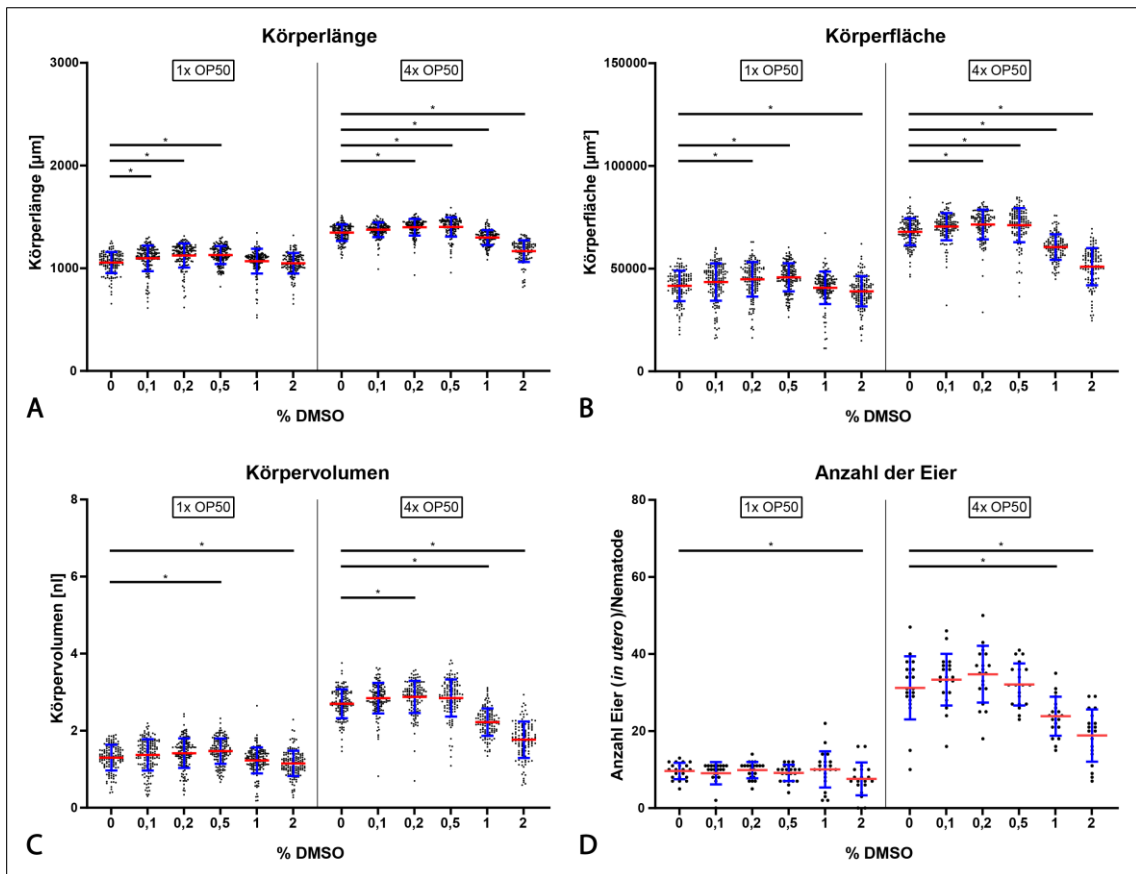 Körperlänge
1x OP50
4x OP50
Körperlänge [µm]
3000
2000
1000
0
* * * * * * *
0 0,1 0,2 0,5 1 2 0 0,1 0,2 0,5 1 2
% DMSO
A
Körperfläche
1x OP50
4x OP50
Körperfläche [µm²]
150000
100000
50000
0
* * * * * * *
0 0,1 0,2 0,5 1 2 0 0,1 0,2 0,5 1 2
% DMSO
B
Körpervolumen
1x OP50
4x OP50
Körpervolumen [nl]
8
6
4
2
0
* * * * *
0 0,1 0,2 0,5 1 2 0 0,1 0,2 0,5 1 2
% DMSO
C
Anzahl der Eier
1x OP50
4x OP50
Anzahl Eier (in utero)/Nematode
80
60
40
20
0
* * *
0 0,1 0,2 0,5 1 2 0 0,1 0,2 0,5 1 2
% DMSO
D